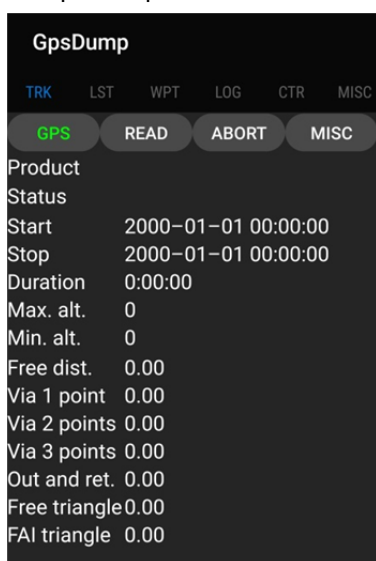 GpsDump
TRK LST WPT LOG CTR MISC
GPS READ ABORT MISC
Product
Status
Start 2000-01-01 00:00:00
Stop 2000-01-01 00:00:00
Duration 0:00:00
Max. alt. 0
Min. alt. 0
Free dist. 0.00
Via 1 point 0.00
Via 2 points 0.00
Via 3 points 0.00
Out and ret. 0.00
Free triangle 0.00
FAI triangle 0.00